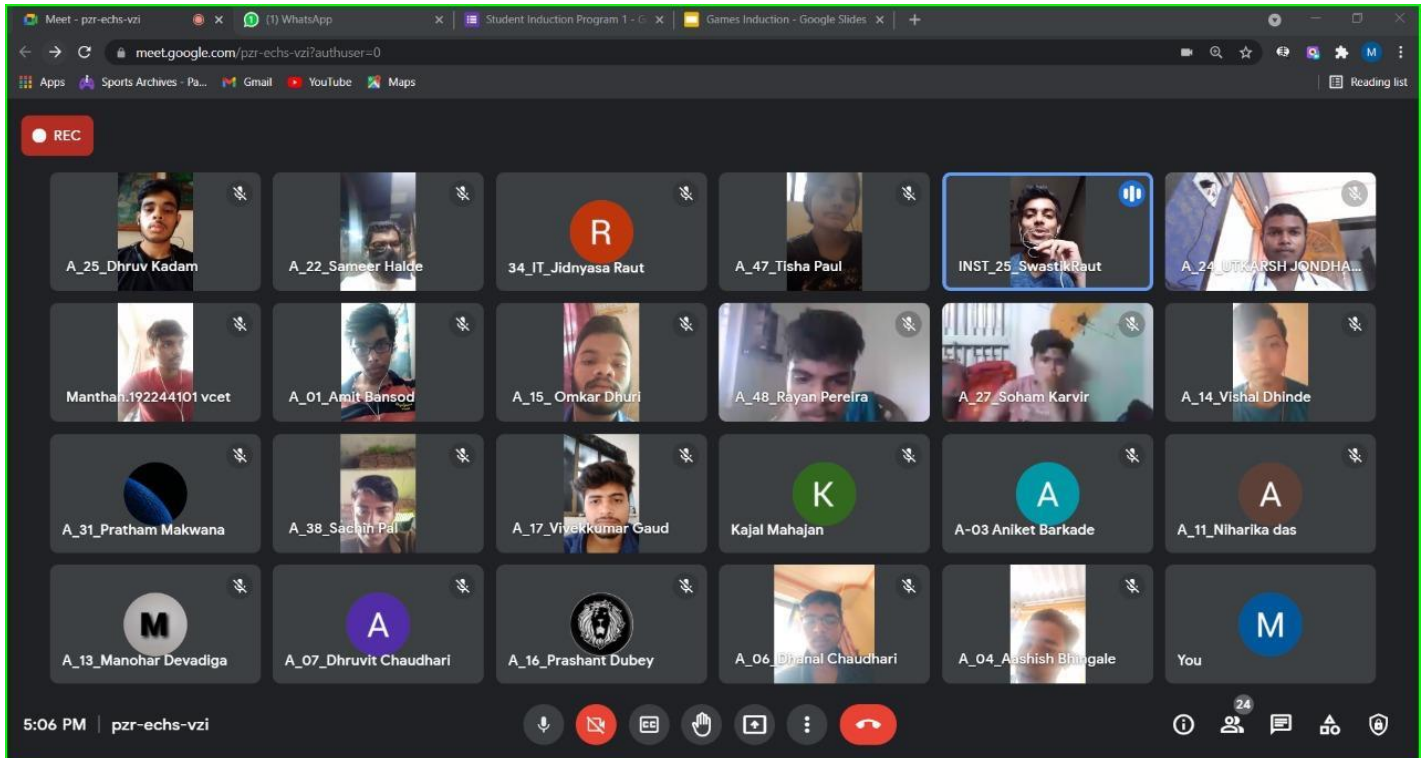 Meet - pzr-echs-vzi
(1) WhatsApp
Student Induction Program 1 - G
Games Induction - Google Slides
meet.google.com/pzr-echs-vzi?authuser=0
M
Apps
Sports Archives - Pa...
Gmail
YouTube
Maps
Reading list
REC
A_25_Dhruv Kadam
A_22_Sameer Halde
R
34_IT_Jidnyasa Raut
A_47_Tisha Paul
INST_25_SwastikRaut
A_24_UTKARSH JONDHA...
Manthan.192244101 vcet
A_01_Amit Bansod
A_15_ Omkar Dhuri
A_48_Rayan Pereira
A_27_Soham Karvir
A_14_Vishal Dhinde
A_31_Pratham Makwana
A_38_Sachin Pal
A_17_Vivekkumar Gaud
K
Kajal Mahajan
A
A-03 Aniket Barkade
A
A_11_Niharika das
M
A_13_Manohar Devadiga
A
A_07_Dhruvit Chaudhari
A_16_Prashant Dubey
A_06_Dhanal Chaudhari
A_04_Aashish Bhingale
M
You
5:06 PM | pzr-echs-vzi
CC
24